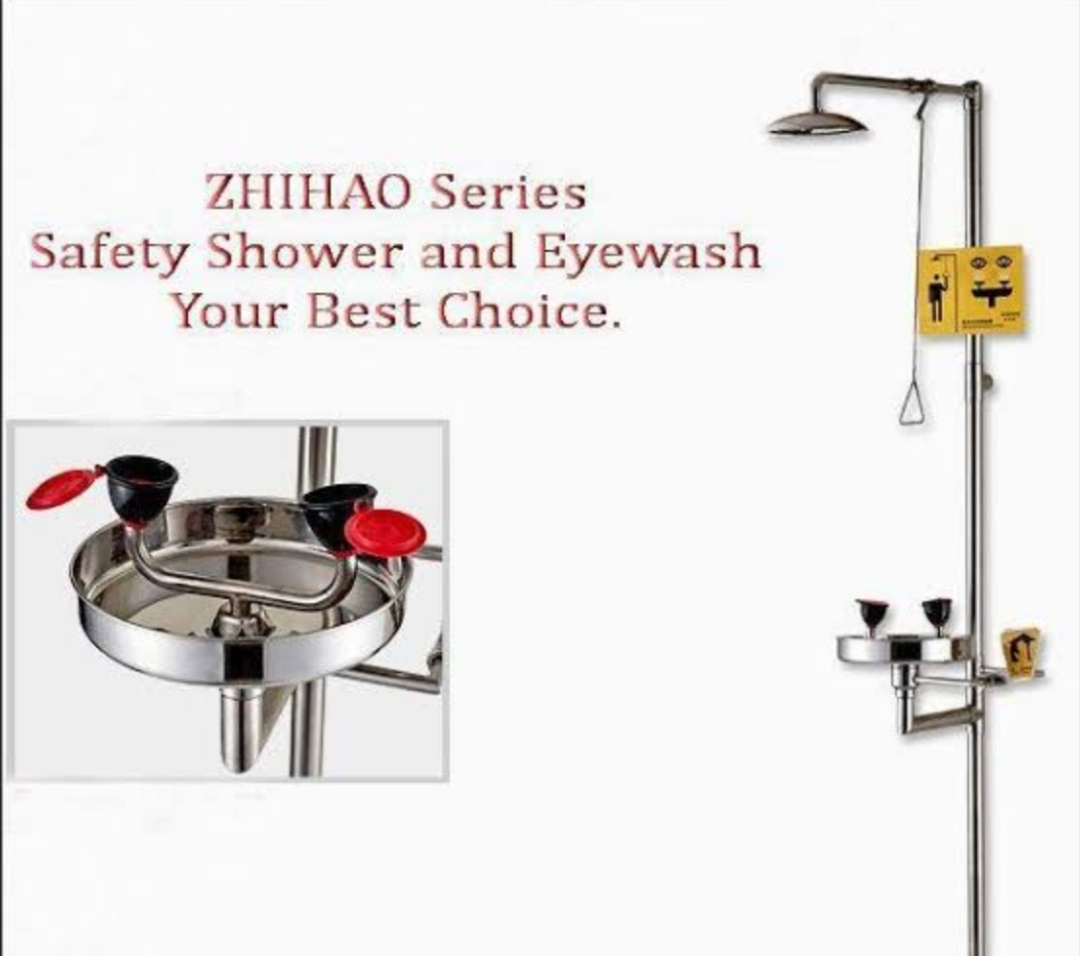 ZHIHAO Series
Safety Shower and Eyewash
Your Best Choice.